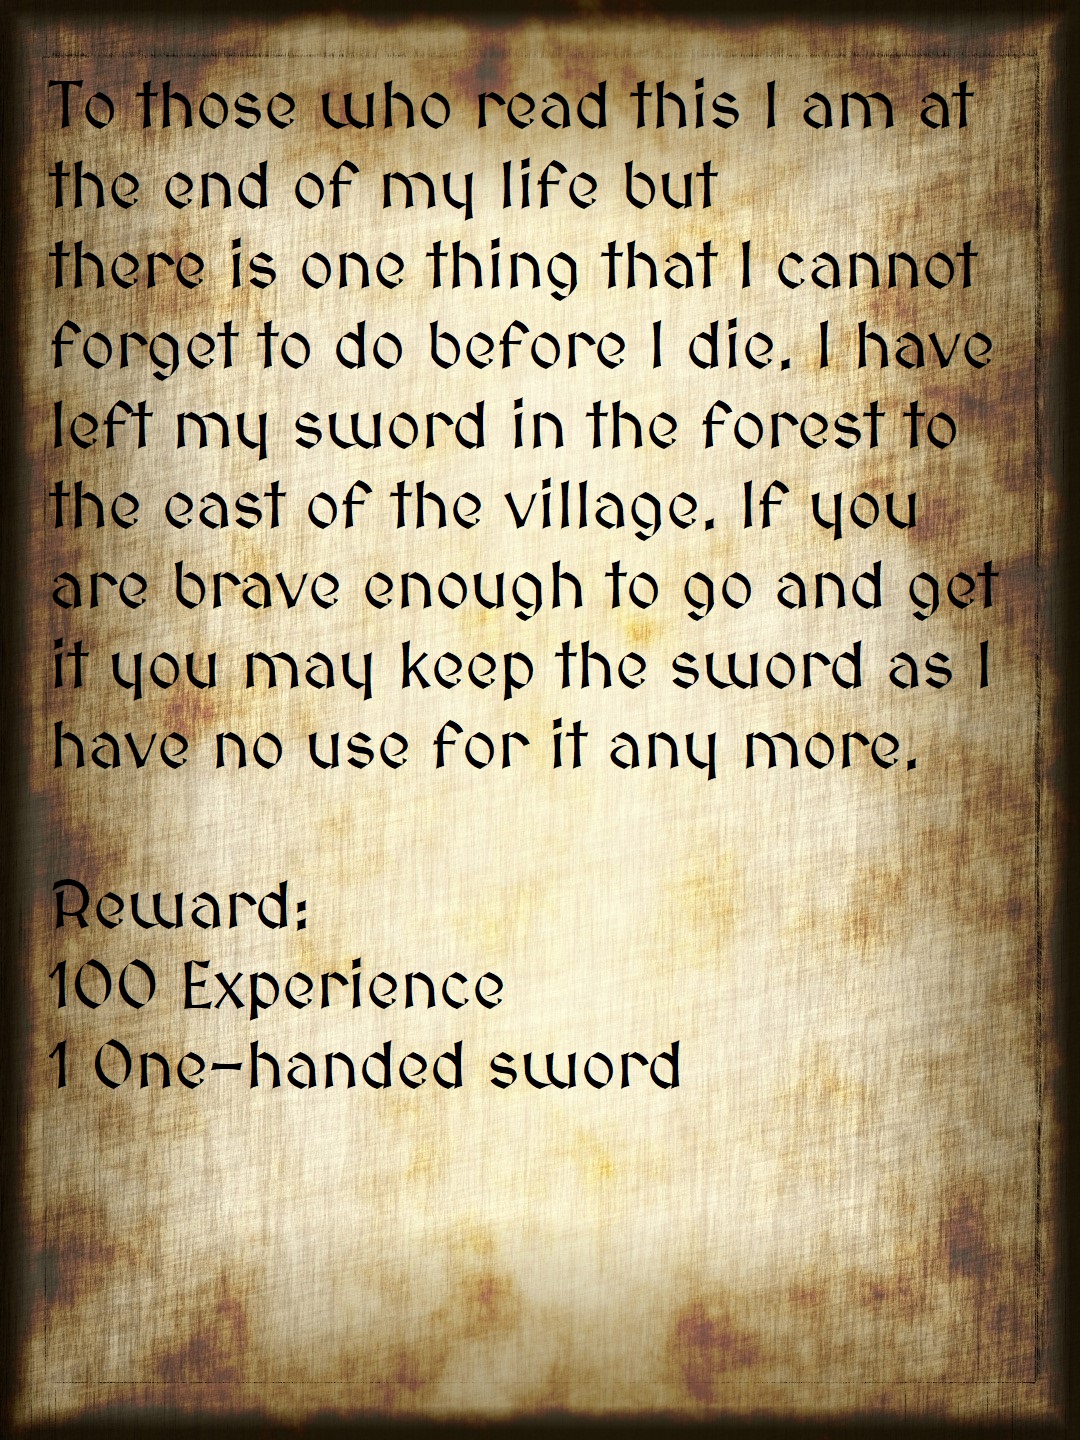 To those who read this I am at
the end of my life but
there is one thing that I cannot
forget to do before I die. I have
left my sword in the forest to
the east of the village. If you
are brave enough to go and get
it you may keep the sword as I
have no use for it any more.
Reward:
100 Experience
1 One-handed sword